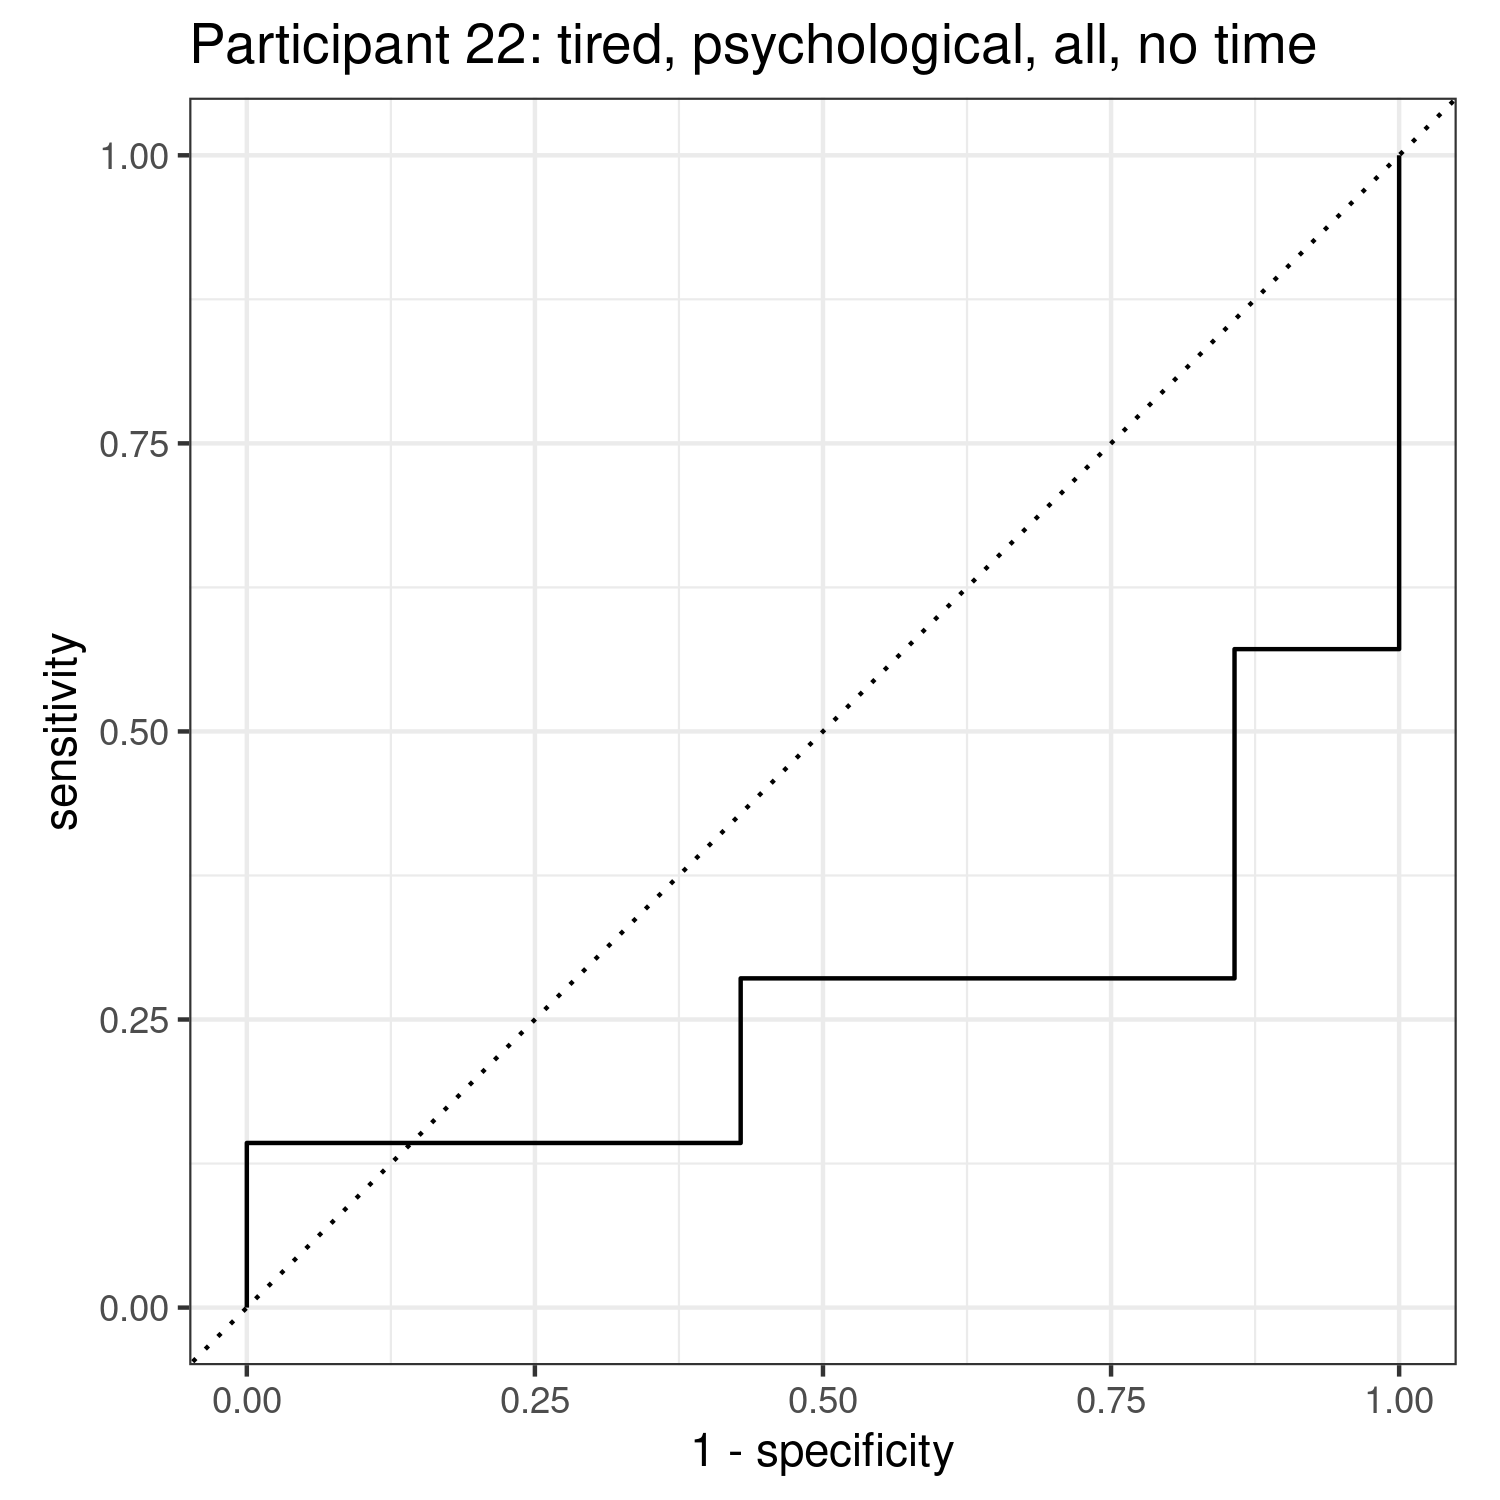 Participant 22: tired, psychological, all, no time
1.00
0.75
0.50
0.25
0.00
sensitivity
0.00 0.25 0.50 0.75 1.00
1 - specificity